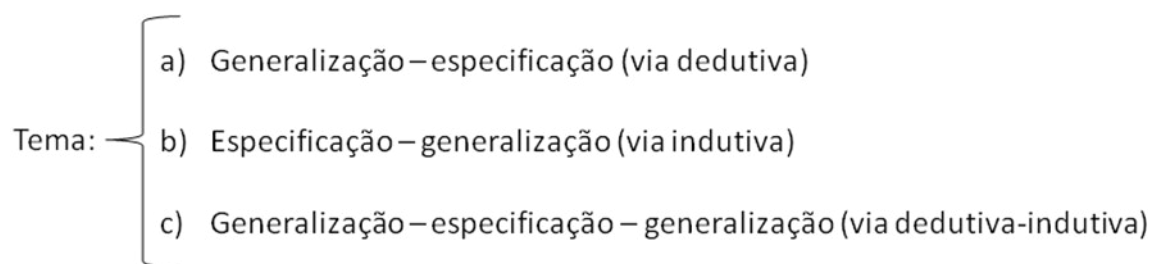 a) Generalização – especificação (via dedutiva)
Tema: b) Especificação – generalização (via indutiva)
c) Generalização – especificação – generalização (via dedutiva-indutiva)